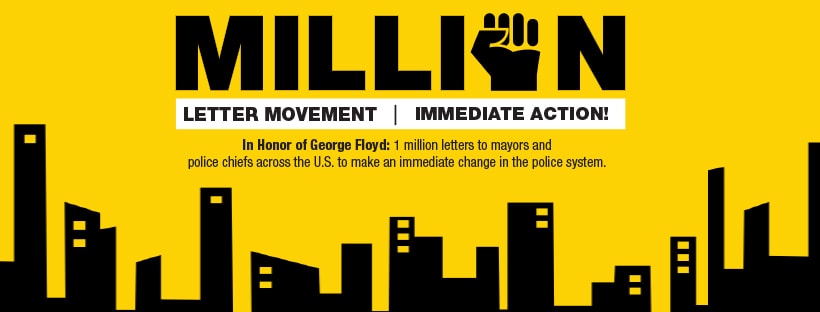 MILLION
LETTER MOVEMENT | IMMEDIATE ACTION!
In Honor of George Floyd: 1 million letters to mayors and
police chiefs across the U.S. to make an immediate change in the police system.